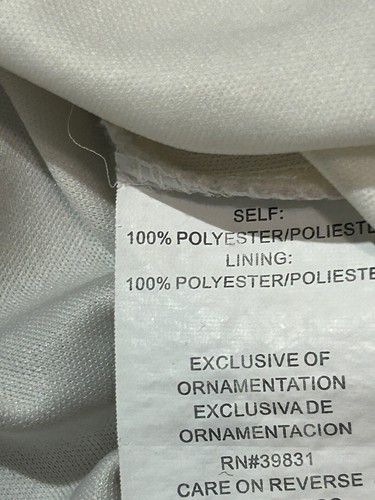 SELF:
100% POLYESTER/POLIESTE
LINING:
100% POLYESTER/POLIESTE
EXCLUSIVE OF
ORNAMENTATION
EXCLUSIVA DE
ORNAMENTACION
RN#39831
CARE ON REVERSE